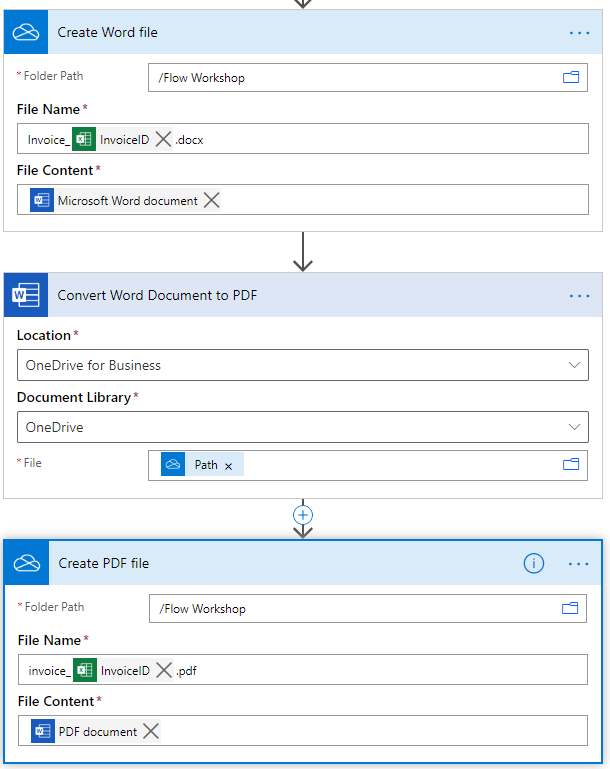 Create Word file
* Folder Path
/Flow Workshop
File Name *
Invoice_ InvoiceID .docx
File Content *
Microsoft Word document
Convert Word Document to PDF
Location *
OneDrive for Business
Document Library *
OneDrive
* File
Path
Create PDF file
* Folder Path
/Flow Workshop
File Name *
invoice_ InvoiceID .pdf
File Content *
PDF document